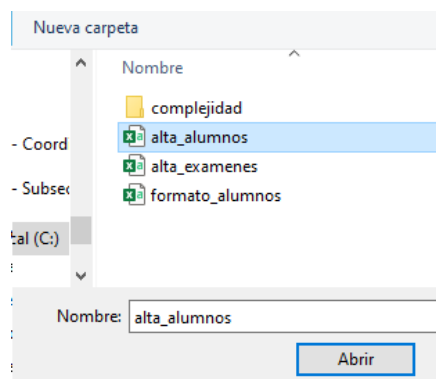 Nueva carpeta
Nombre
complejidad
alta_alumnos
- Coord
alta_examenes
- Subsec
formato_alumnos
tal (C:)
Nombre: alta_alumnos
Abrir